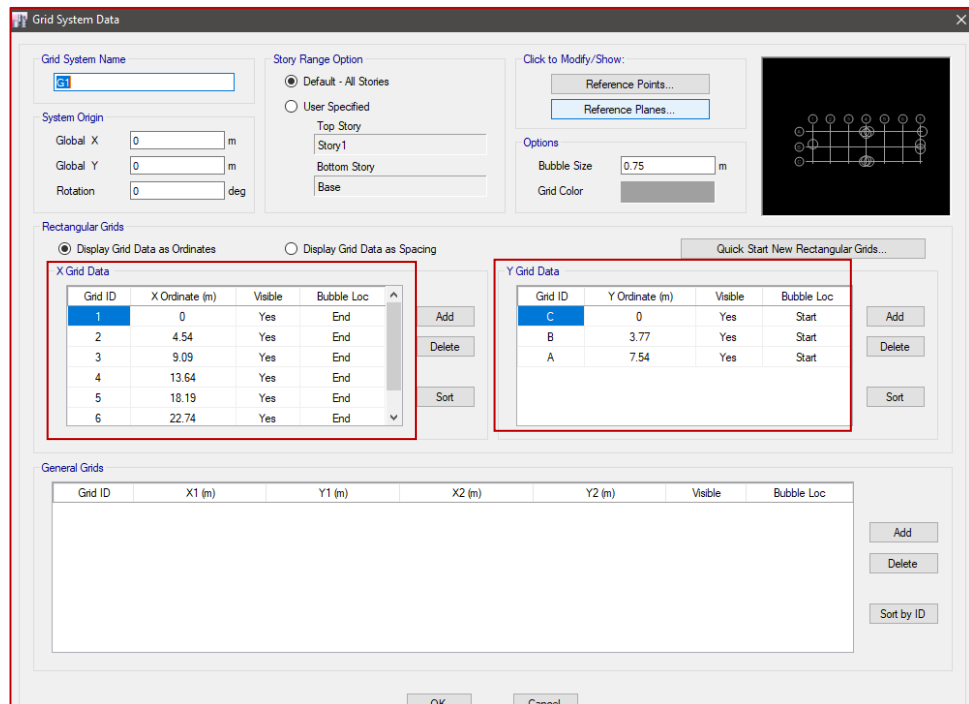 Grid System Data
Grid System Name
G1
System Origin
Global X 0 m
Global Y 0 m
Rotation 0 deg
Story Range Option
Default - All Stories
User Specified
Top Story
Story1
Bottom Story
Base
Click to Modify/Show:
Reference Points...
Reference Planes...
Options
Bubble Size 0.75 m
Grid Color
Rectangular Grids
Display Grid Data as Ordinates Display Grid Data as Spacing Quick Start New Rectangular Grids...
X Grid Data
Grid ID X Ordinate (m) Visible Bubble Loc
1 0 Yes End
2 4.54 Yes End
3 9.09 Yes End
4 13.64 Yes End
5 18.19 Yes End
6 22.74 Yes End
Add
Delete
Sort
Y Grid Data
Grid ID Y Ordinate (m) Visible Bubble Loc
C 0 Yes Start
B 3.77 Yes Start
A 7.54 Yes Start
Add
Delete
Sort
General Grids
Grid ID X1 (m) Y1 (m) X2 (m) Y2 (m) Visible Bubble Loc
Add
Delete
Sort by ID
OK Cancel